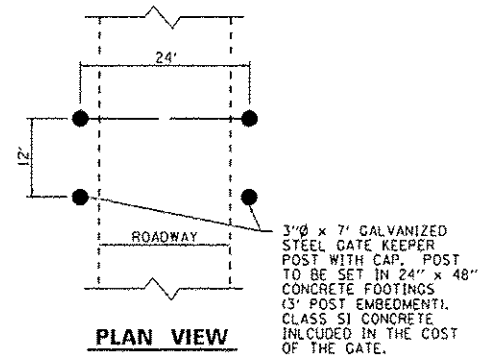 24'
12'
ROADWAY
3"Ø x 7' GALVANIZED
STEEL GATE KEEPER
POST WITH CAP. POST
TO BE SET IN 24" x 48"
CONCRETE FOOTINGS
(3' POST EMBEDMENT).
CLASS SI CONCRETE
INLCUDED IN THE COST
OF THE GATE.
PLAN VIEW